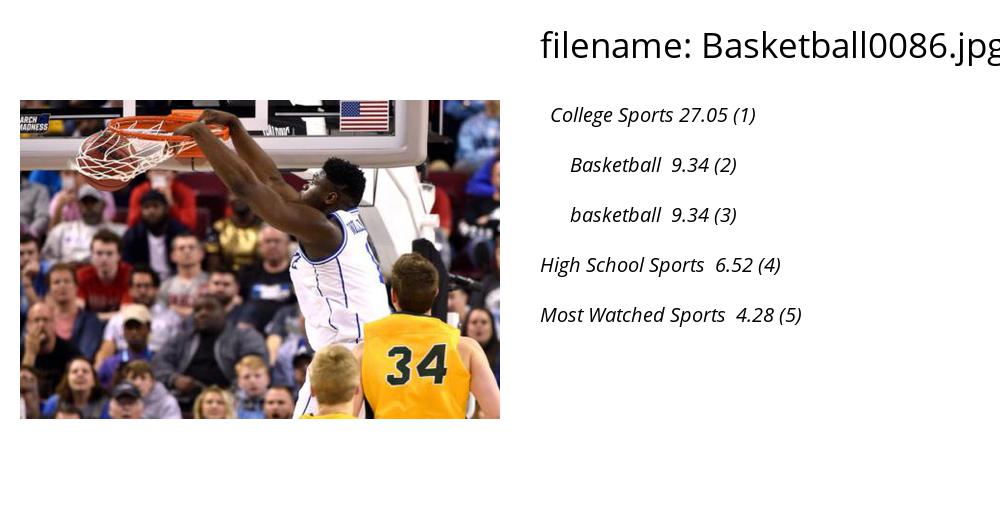 filename: Basketball0086.jpg
College Sports 27.05 (1)
Basketball 9.34 (2)
basketball 9.34 (3)
High School Sports 6.52 (4)
Most Watched Sports 4.28 (5)
MADNESS
34